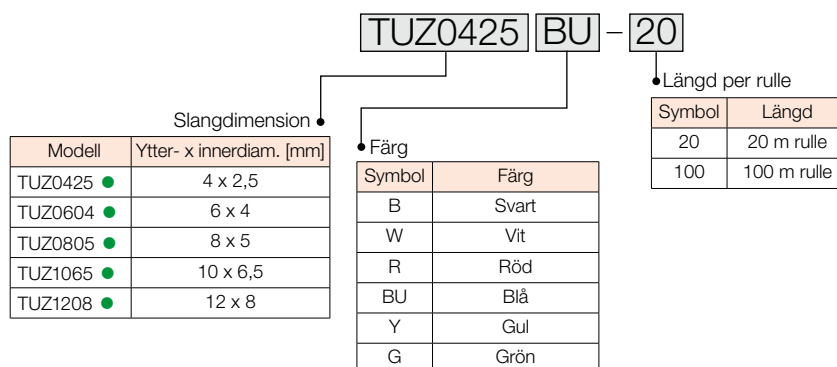 TUZ0425 BU – 20
Längd per rulle
Symbol Längd
20 20 m rulle
100 100 m rulle
Slangdimension
Modell Ytter- x innerdiam. [mm]
TUZ0425 4 x 2,5
TUZ0604 6 x 4
TUZ0805 8 x 5
TUZ1065 10 x 6,5
TUZ1208 12 x 8
Färg
Symbol Färg
B Svart
W Vit
R Röd
BU Blå
Y Gul
G Grön